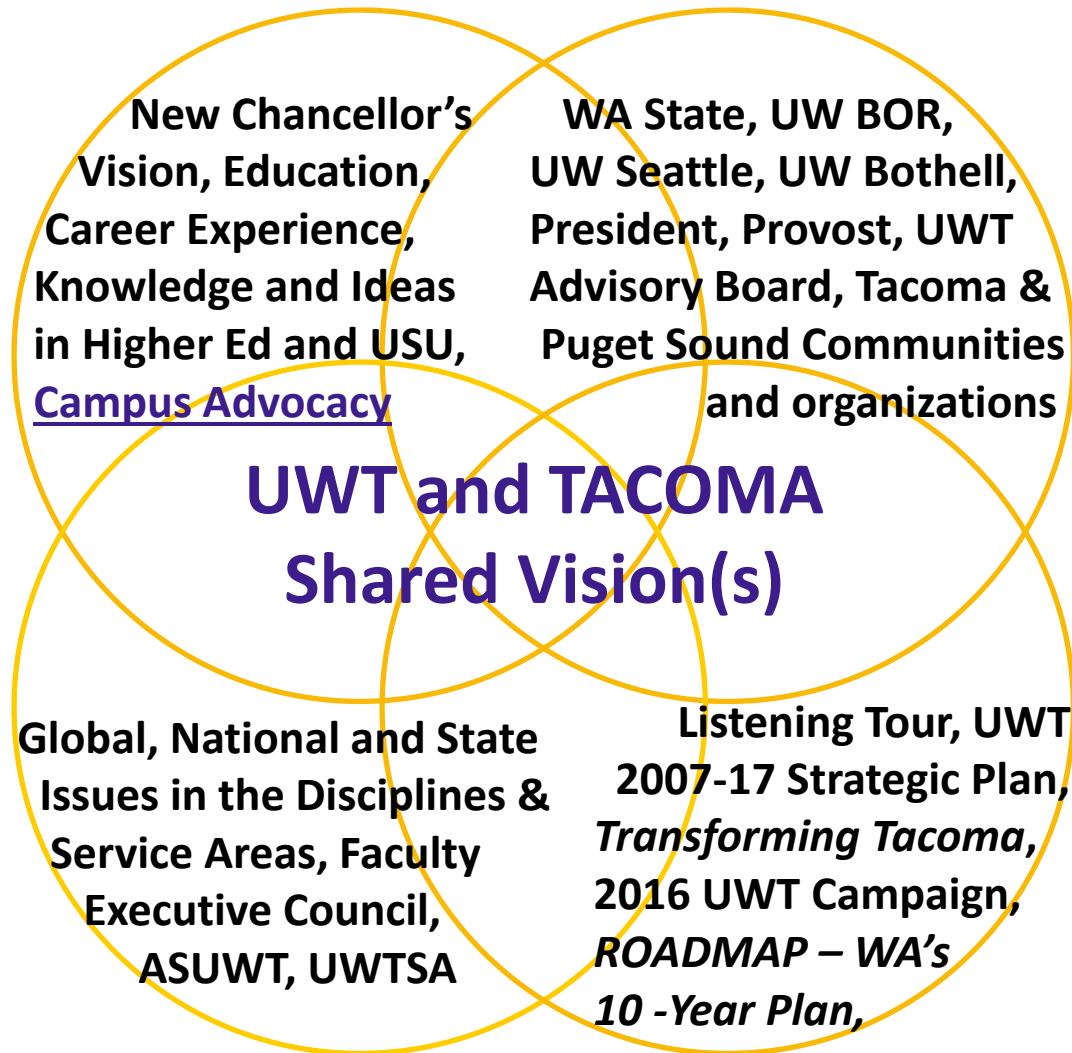 New Chancellor's
Vision, Education,
Career Experience,
Knowledge and Ideas
in Higher Ed and USU,
Campus Advocacy
WA State, UW BOR,
UW Seattle, UW Bothell,
President, Provost, UWT
Advisory Board, Tacoma &
Puget Sound Communities
and organizations
UWT and TACOMA
Shared Vision(s)
Global, National and State
Issues in the Disciplines &
Service Areas, Faculty
Executive Council,
ASUWT, UWTSA
Listening Tour, UWT
2007-17 Strategic Plan,
Transforming Tacoma,
2016 UWT Campaign,
ROADMAP – WA's
10 -Year Plan,